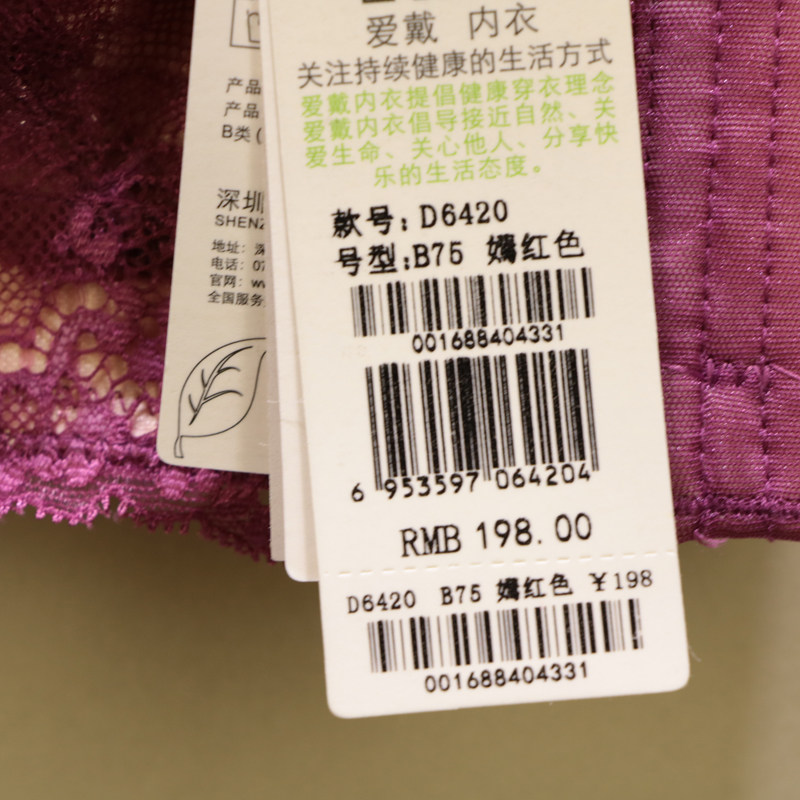 爱戴 内衣
关注持续健康的生活方式
爱戴内衣提倡健康穿衣理念
爱戴内衣倡导接近自然、关
爱生命、关心他人、分享快
乐的生活态度。
款号: D6420
号型:B75 嫣红色
001688404331
6 953597 064204
RMB 198.00
D6420 B75 嫣红色 ¥198
001688404331
产品
产品
B类(
深圳
SHENZ
地址: 深
电话: 07
官网: ww
全国服务